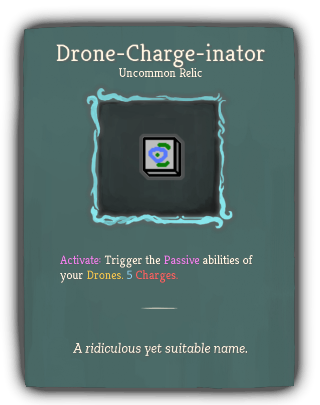 Drone-Charge-inator
Uncommon Relic
Activate: Trigger the Passive abilities of
your Drones. 5 Charges.
A ridiculous yet suitable name.